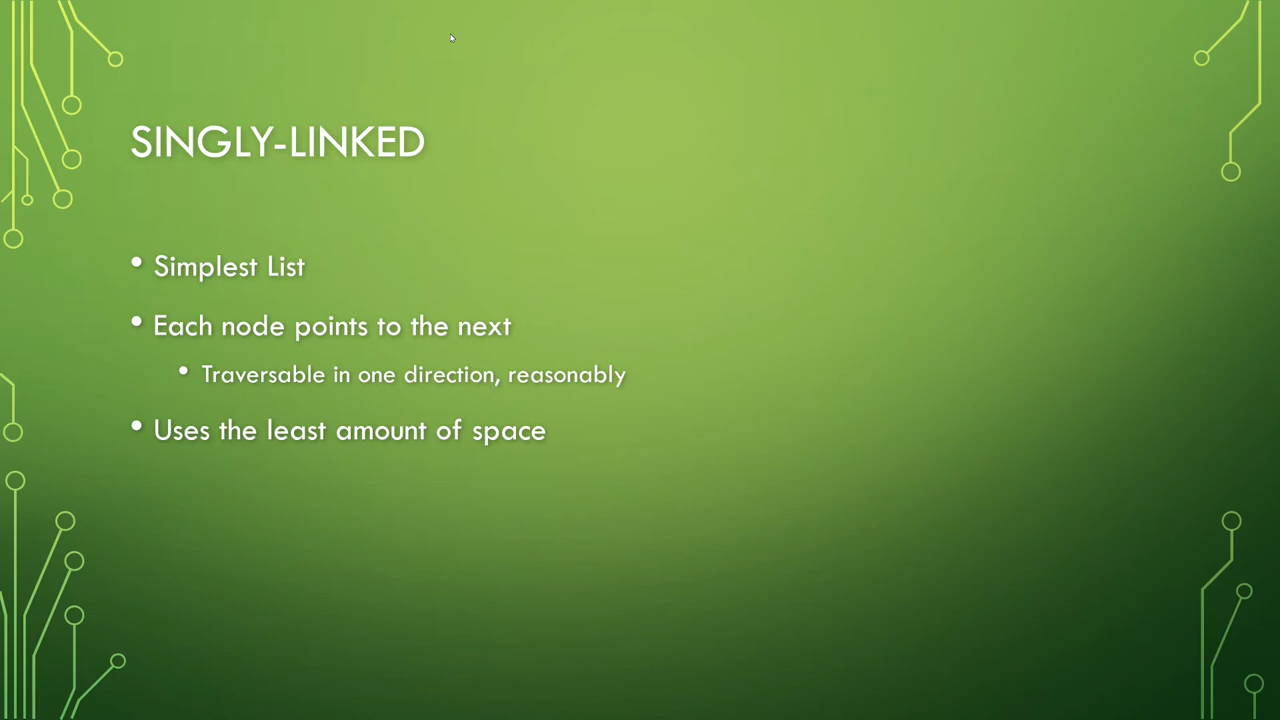 SINGLY-LINKED
• Simplest List
• Each node points to the next
• Traversable in one direction, reasonably
• Uses the least amount of space